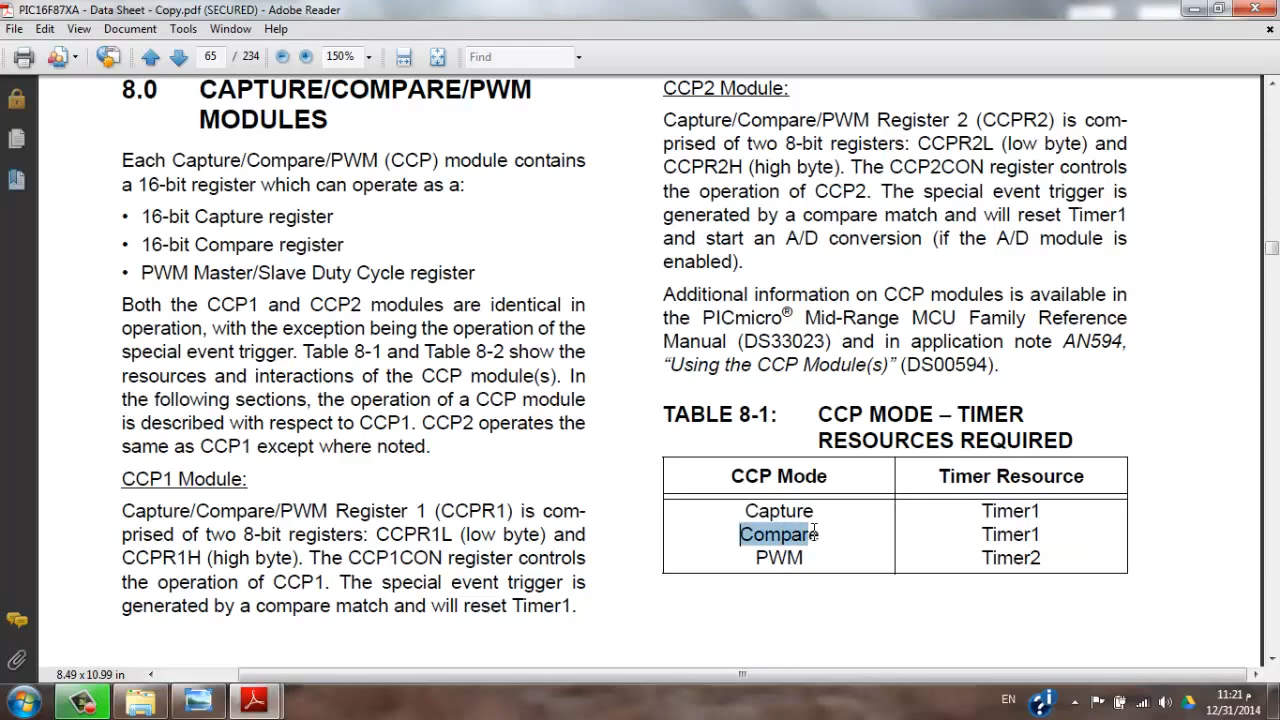 PIC16F87XA - Data Sheet - Copy.pdf (SECURED) - Adobe Reader
File Edit View Document Tools Window Help
65 / 234 150% Find
8.0 CAPTURE/COMPARE/PWM
MODULES
Each Capture/Compare/PWM (CCP) module contains
a 16-bit register which can operate as a:
• 16-bit Capture register
• 16-bit Compare register
• PWM Master/Slave Duty Cycle register
Both the CCP1 and CCP2 modules are identical in
operation, with the exception being the operation of the
special event trigger. Table 8-1 and Table 8-2 show the
resources and interactions of the CCP module(s). In
the following sections, the operation of a CCP module
is described with respect to CCP1. CCP2 operates the
same as CCP1 except where noted.
CCP1 Module:
Capture/Compare/PWM Register 1 (CCPR1) is com-
prised of two 8-bit registers: CCPR1L (low byte) and
CCPR1H (high byte). The CCP1CON register controls
the operation of CCP1. The special event trigger is
generated by a compare match and will reset Timer1.
CCP2 Module:
Capture/Compare/PWM Register 2 (CCPR2) is com-
prised of two 8-bit registers: CCPR2L (low byte) and
CCPR2H (high byte). The CCP2CON register controls
the operation of CCP2. The special event trigger is
generated by a compare match and will reset Timer1
and start an A/D conversion (if the A/D module is
enabled).
Additional information on CCP modules is available in
the PICmicro® Mid-Range MCU Family Reference
Manual (DS33023) and in application note AN594,
“Using the CCP Module(s)” (DS00594).
TABLE 8-1: CCP MODE – TIMER
RESOURCES REQUIRED
CCP Mode Timer Resource
Capture Timer1
Compare Timer1
PWM Timer2
8.49 x 10.99 in
EN
11:21 م
12/31/2014